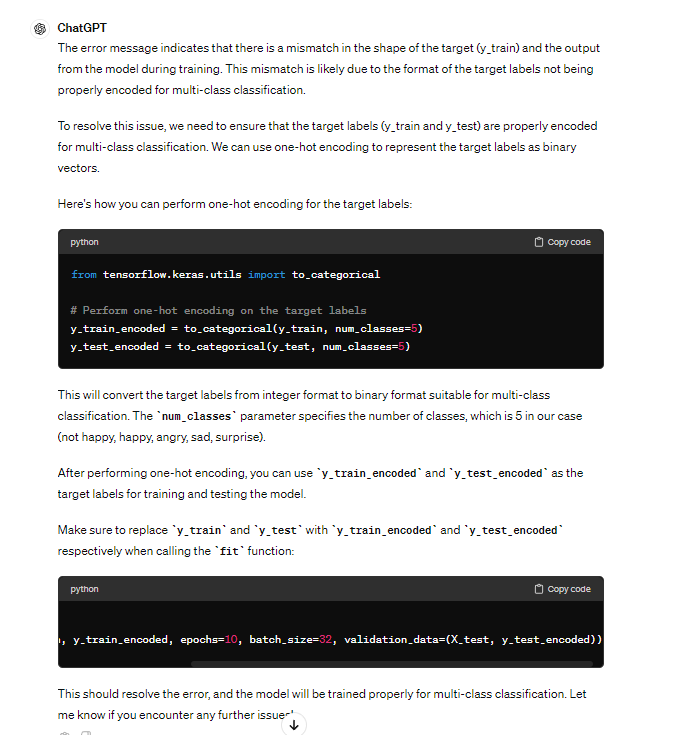 ChatGPT
The error message indicates that there is a mismatch in the shape of the target (y_train) and the output
from the model during training. This mismatch is likely due to the format of the target labels not being
properly encoded for multi-class classification.
To resolve this issue, we need to ensure that the target labels (y_train and y_test) are properly encoded
for multi-class classification. We can use one-hot encoding to represent the target labels as binary
vectors.
Here's how you can perform one-hot encoding for the target labels:
python Copy code
from tensorflow.keras.utils import to_categorical
# Perform one-hot encoding on the target labels
y_train_encoded = to_categorical(y_train, num_classes=5)
y_test_encoded = to_categorical(y_test, num_classes=5)
This will convert the target labels from integer format to binary format suitable for multi-class
classification. The `num_classes` parameter specifies the number of classes, which is 5 in our case
(not happy, happy, angry, sad, surprise).
After performing one-hot encoding, you can use `y_train_encoded` and `y_test_encoded` as the
target labels for training and testing the model.
Make sure to replace `y_train` and `y_test` with `y_train_encoded` and `y_test_encoded`
respectively when calling the `fit` function:
python Copy code
, y_train_encoded, epochs=10, batch_size=32, validation_data=(X_test, y_test_encoded))
This should resolve the error, and the model will be trained properly for multi-class classification. Let
me know if you encounter any further